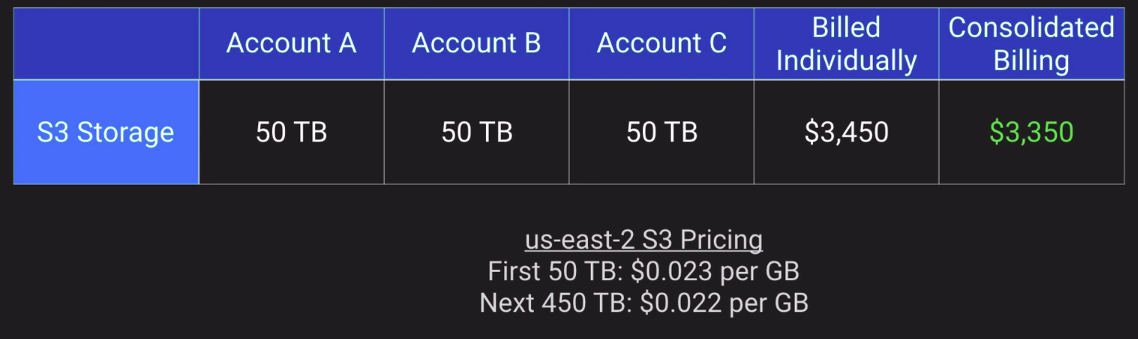 Account A
Account B
Account C
Billed
Individually
Consolidated
Billing
S3 Storage
50 TB
50 TB
50 TB
$3,450
$3,350
us-east-2 S3 Pricing
First 50 TB: $0.023 per GB
Next 450 TB: $0.022 per GB